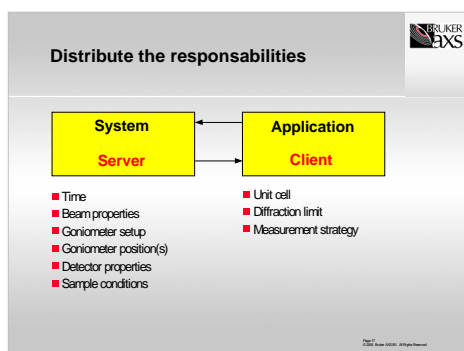 BRUKER
axs
Distribute the responsabilities
System
Server
Application
Client
Time
Beam properties
Goniometer setup
Goniometer position(s)
Detector properties
Sample conditions
Unit cell
Diffraction limit
Measurement strategy